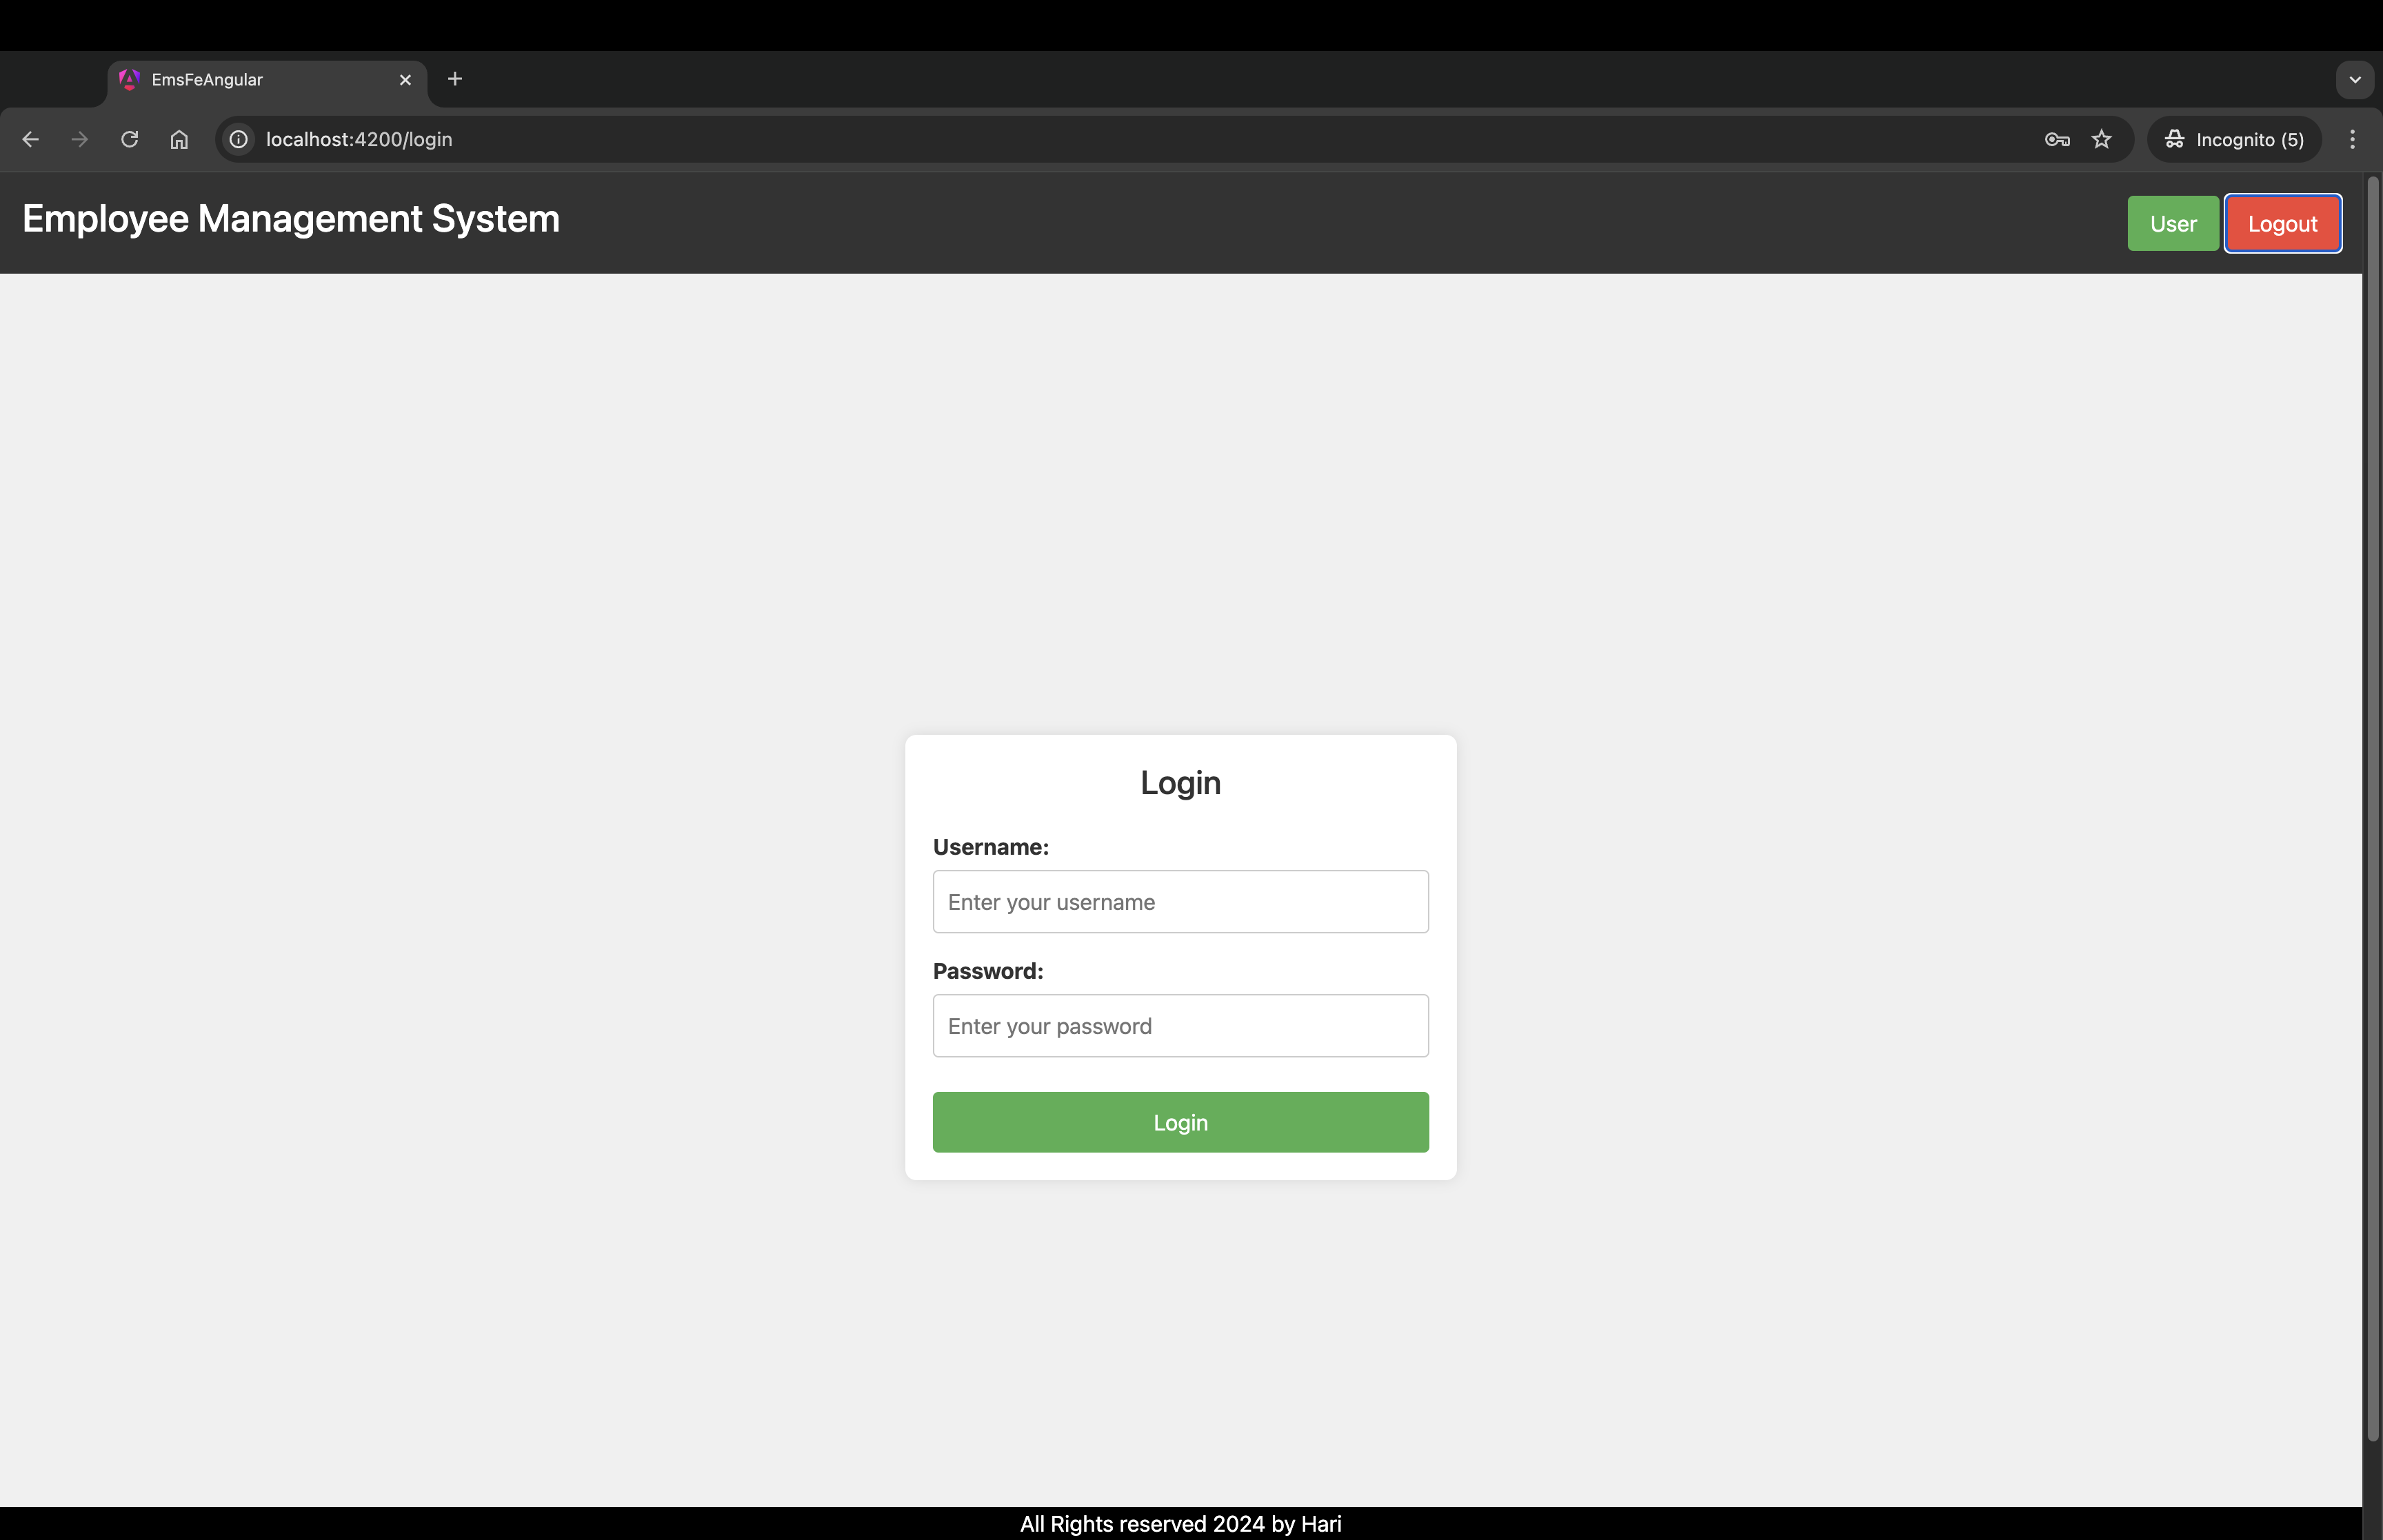 EmsFeAngular
localhost:4200/login
Incognito (5)
Employee Management System
User
Logout
Login
Username:
Enter your username
Password:
Enter your password
Login
All Rights reserved 2024 by Hari